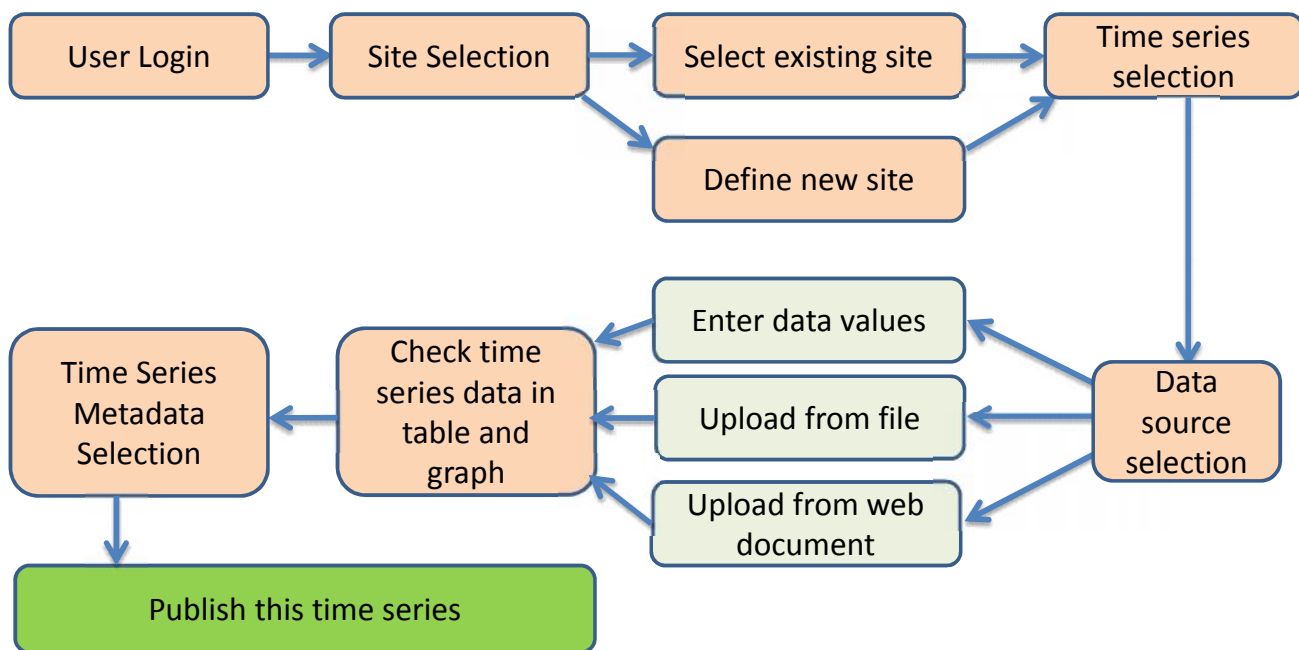 User Login
Site Selection
Select existing site
Time series
selection
Define new site
Enter data values
Upload from file
Upload from web
document
Data
source
selection
Check time
series data in
table and
graph
Time Series
Metadata
Selection
Publish this time series